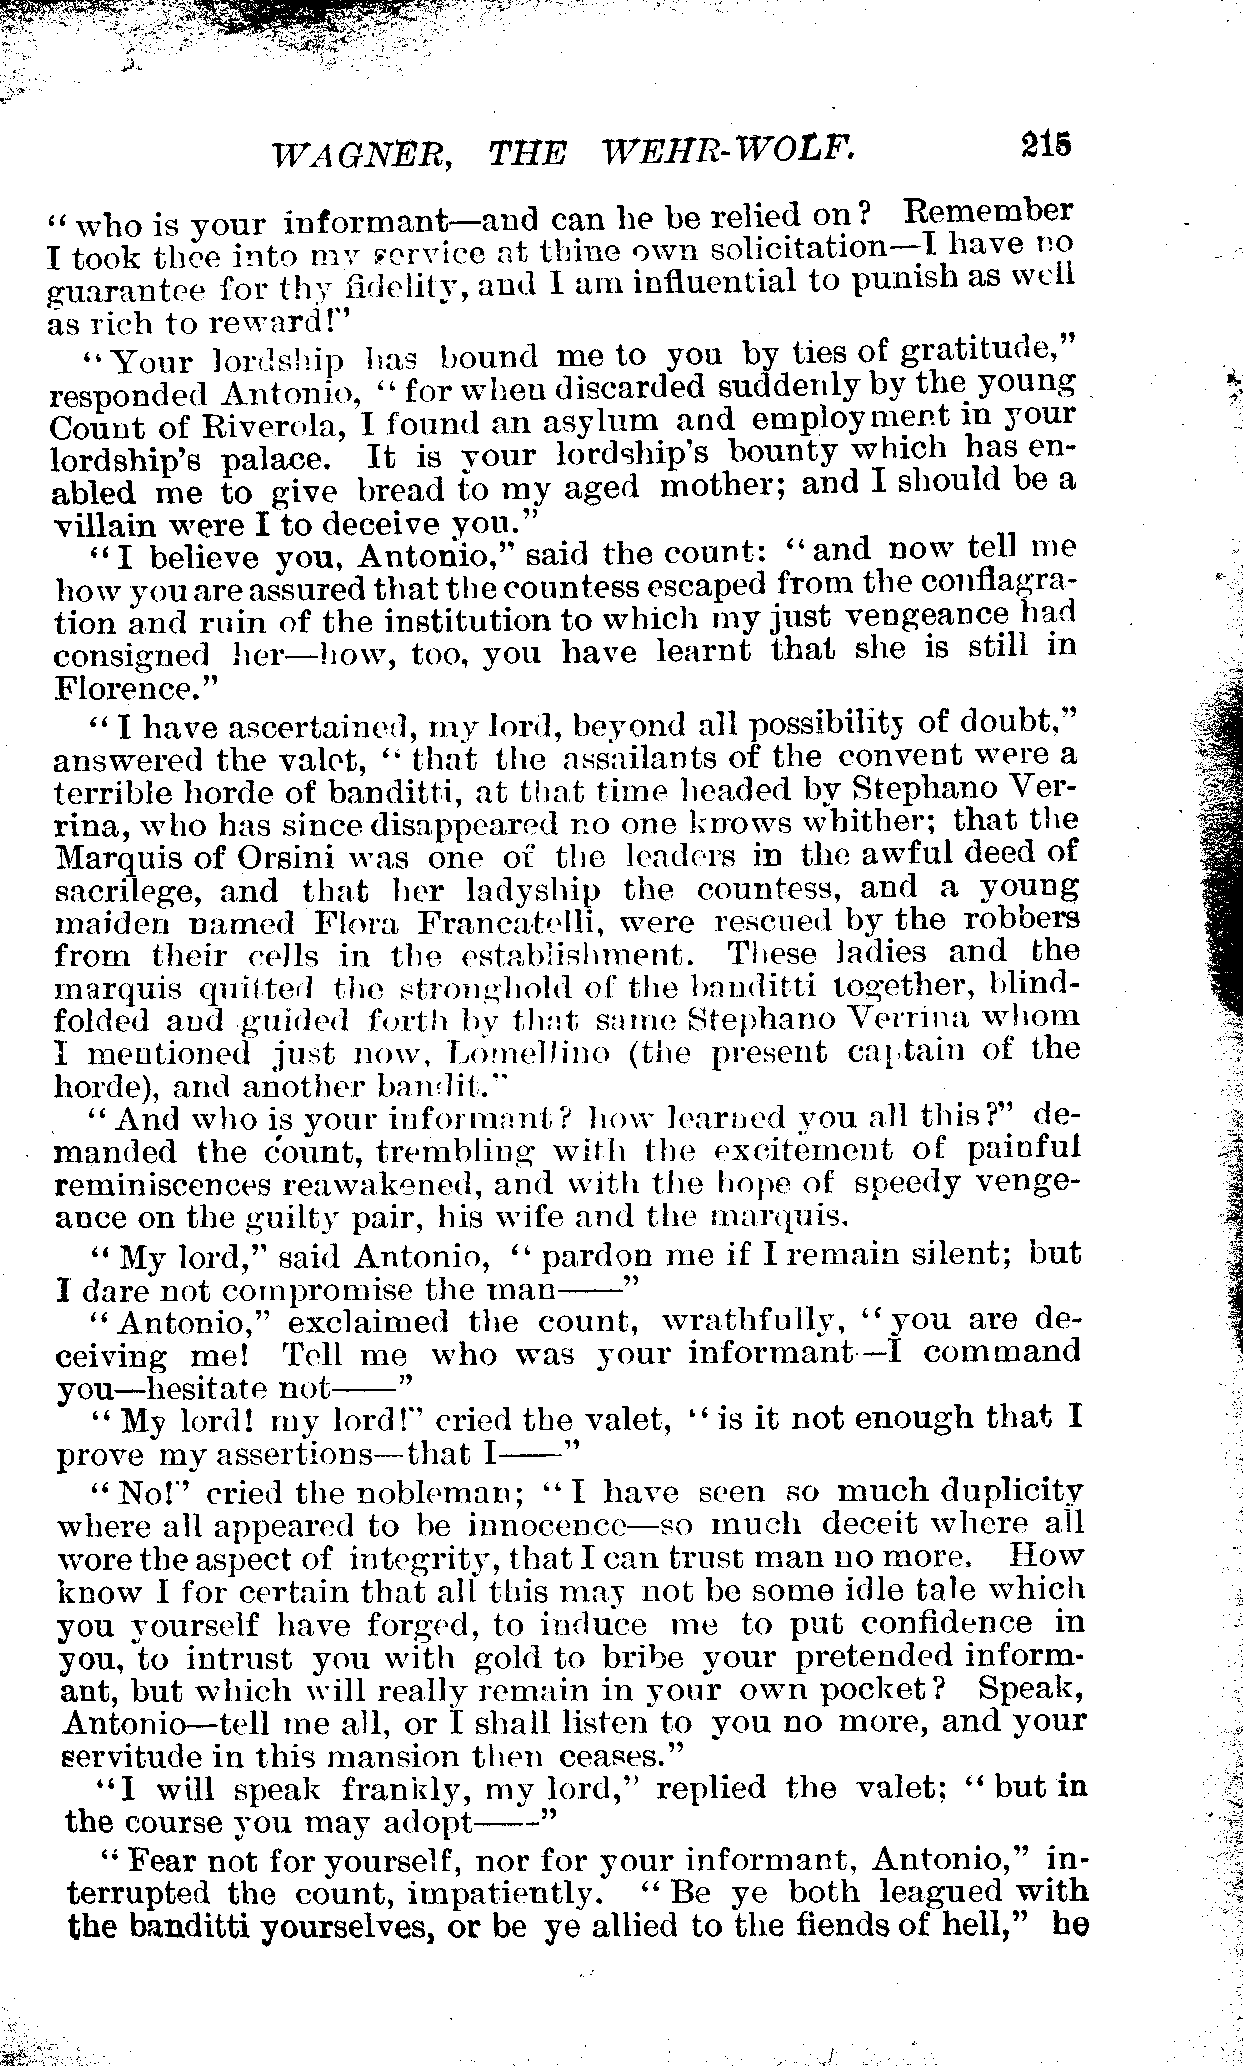 WAGNER, THE WEHR-WOLF. 215
"who is your informant—and can he be relied on? Remember
I took thee into my service at thine own solicitation—I have no
guarantee for thy fidelity, and I am influential to punish as well
as rich to reward!"
"Your lordship has bound me to you by ties of gratitude,"
responded Antonio, "for when discarded suddenly by the young
Count of Riverola, I found an asylum and employment in your
lordship's palace. It is your lordship's bounty which has en-
abled me to give bread to my aged mother; and I should be a
villain were I to deceive you."
"I believe you, Antonio," said the count: "and now tell me
how you are assured that the countess escaped from the conflagra-
tion and ruin of the institution to which my just vengeance had
consigned her—how, too, you have learnt that she is still in
Florence."
"I have ascertained, my lord, beyond all possibility of doubt,"
answered the valet, "that the assailants of the convent were a
terrible horde of banditti, at that time headed by Stephano Ver-
rina, who has since disappeared no one knows whither; that the
Marquis of Orsini was one of the leaders in the awful deed of
sacrilege, and that her ladyship the countess, and a young
maiden named Flora Francatelli, were rescued by the robbers
from their cells in the establishment. These ladies and the
marquis quitted the stronghold of the banditti together, blind-
folded and guided forth by that same Stephano Verrina whom
I mentioned just now, Lomellino (the present captain of the
horde), and another bandit."
"And who is your informant? how learned you all this?" de-
manded the count, trembling with the excitement of painful
reminiscences reawakened, and with the hope of speedy venge-
ance on the guilty pair, his wife and the marquis.
"My lord," said Antonio, "pardon me if I remain silent; but
I dare not compromise the man——"
"Antonio," exclaimed the count, wrathfully, "you are de-
ceiving me! Tell me who was your informant—I command
you—hesitate not——"
"My lord! my lord!" cried the valet, "is it not enough that I
prove my assertions—that I——"
"No!" cried the nobleman; "I have seen so much duplicity
where all appeared to be innocence—so much deceit where all
wore the aspect of integrity, that I can trust man no more. How
know I for certain that all this may not be some idle tale which
you yourself have forged, to induce me to put confidence in
you, to intrust you with gold to bribe your pretended inform-
ant, but which will really remain in your own pocket? Speak,
Antonio—tell me all, or I shall listen to you no more, and your
servitude in this mansion then ceases."
"I will speak frankly, my lord," replied the valet; "but in
the course you may adopt——"
"Fear not for yourself, nor for your informant, Antonio," in-
terrupted the count, impatiently. "Be ye both leagued with
the banditti yourselves, or be ye allied to the fiends of hell," he